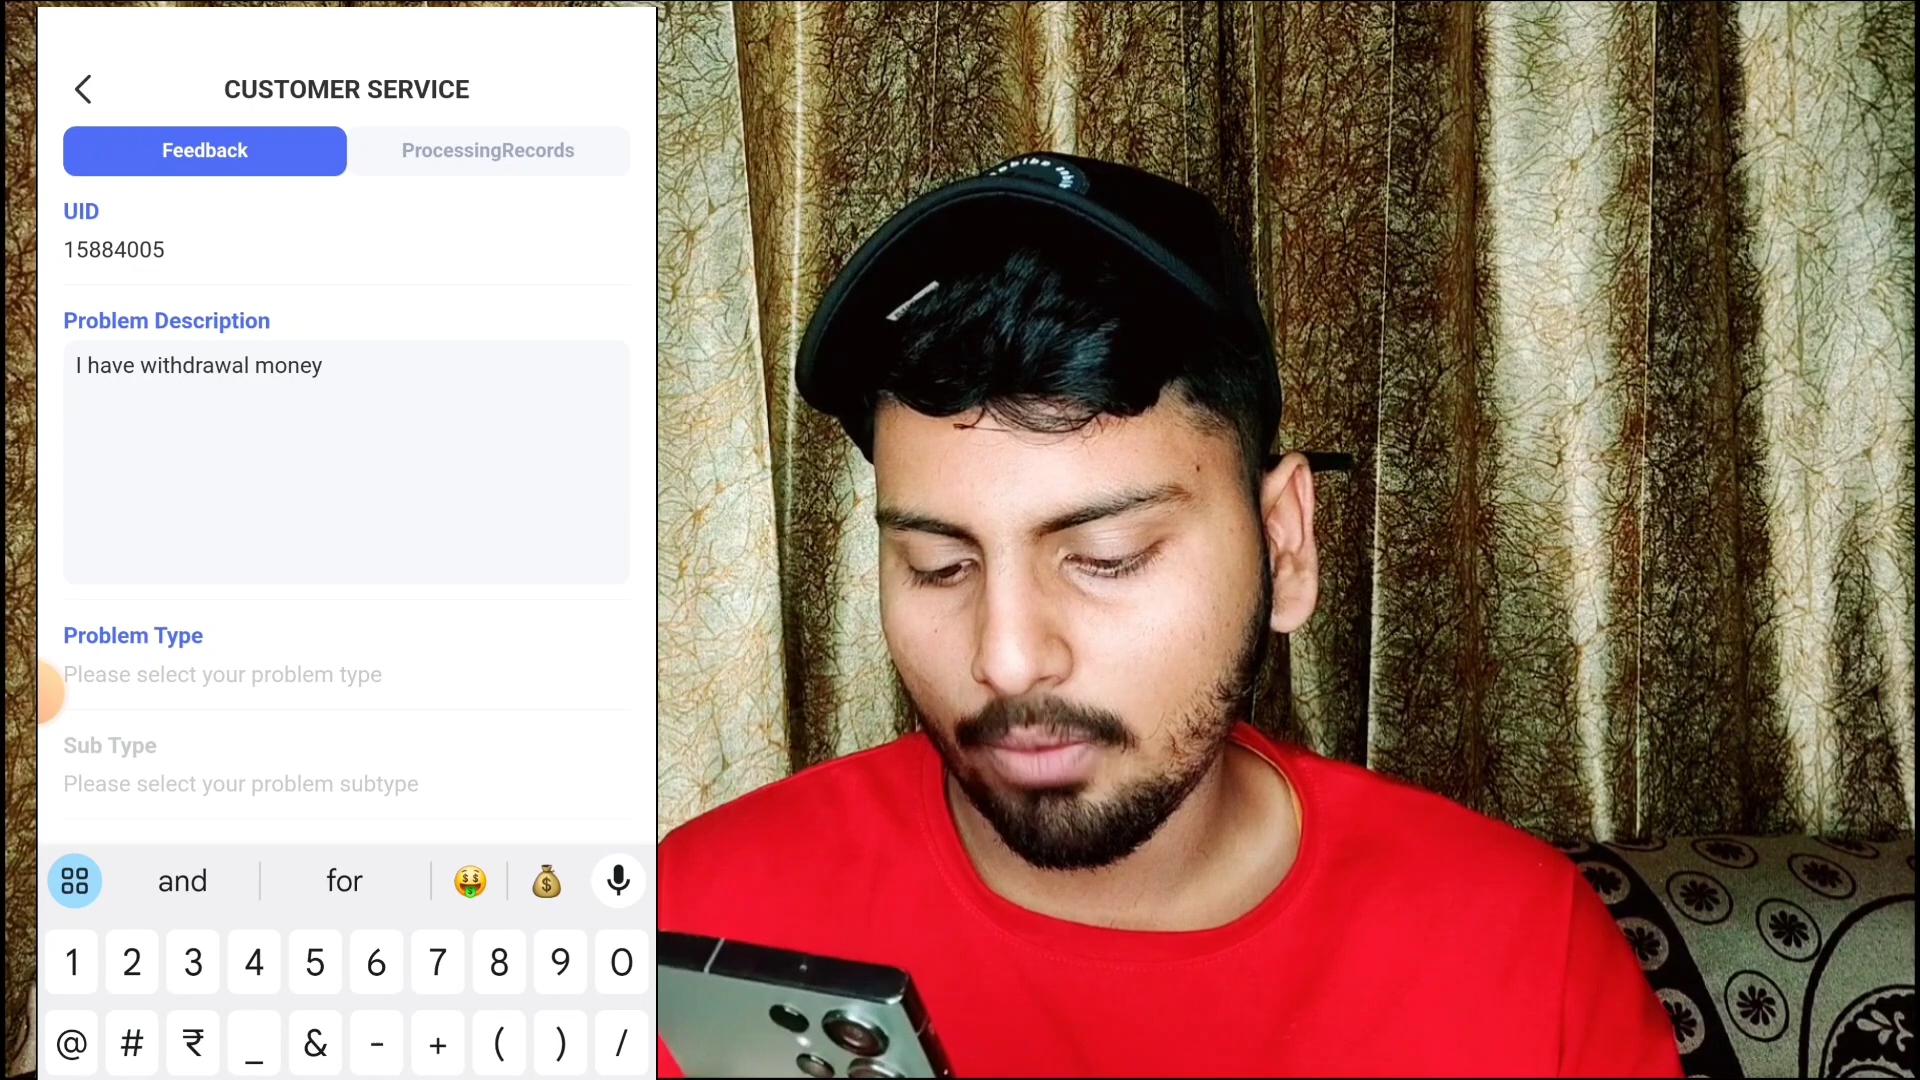 CUSTOMER SERVICE
Feedback
ProcessingRecords
UID
15884005
Problem Description
I have withdrawal money
Problem Type
Please select your problem type
Sub Type
Please select your problem subtype
and for
1 2 3 4 5 6 7 8 9 0
@ # ₹ _ & - + ( ) /